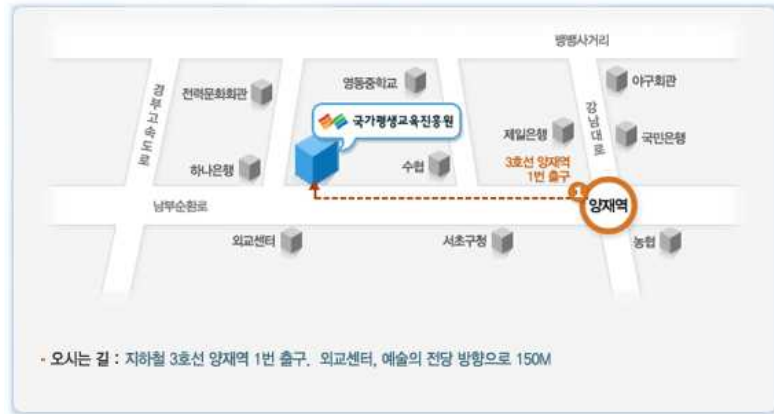 뱅뱅사거리
영동중학교
야구회관
전력문화회관
경부고속도로
강남대로
국가평생교육진흥원
제일은행
국민은행
하나은행
수협
3호선 양재역
1번 출구
1
양재역
남부순환로
외교센터
서초구청
농협
- 오시는 길 : 지하철 3호선 양재역 1번 출구, 외교센터, 예술의 전당 방향으로 150M